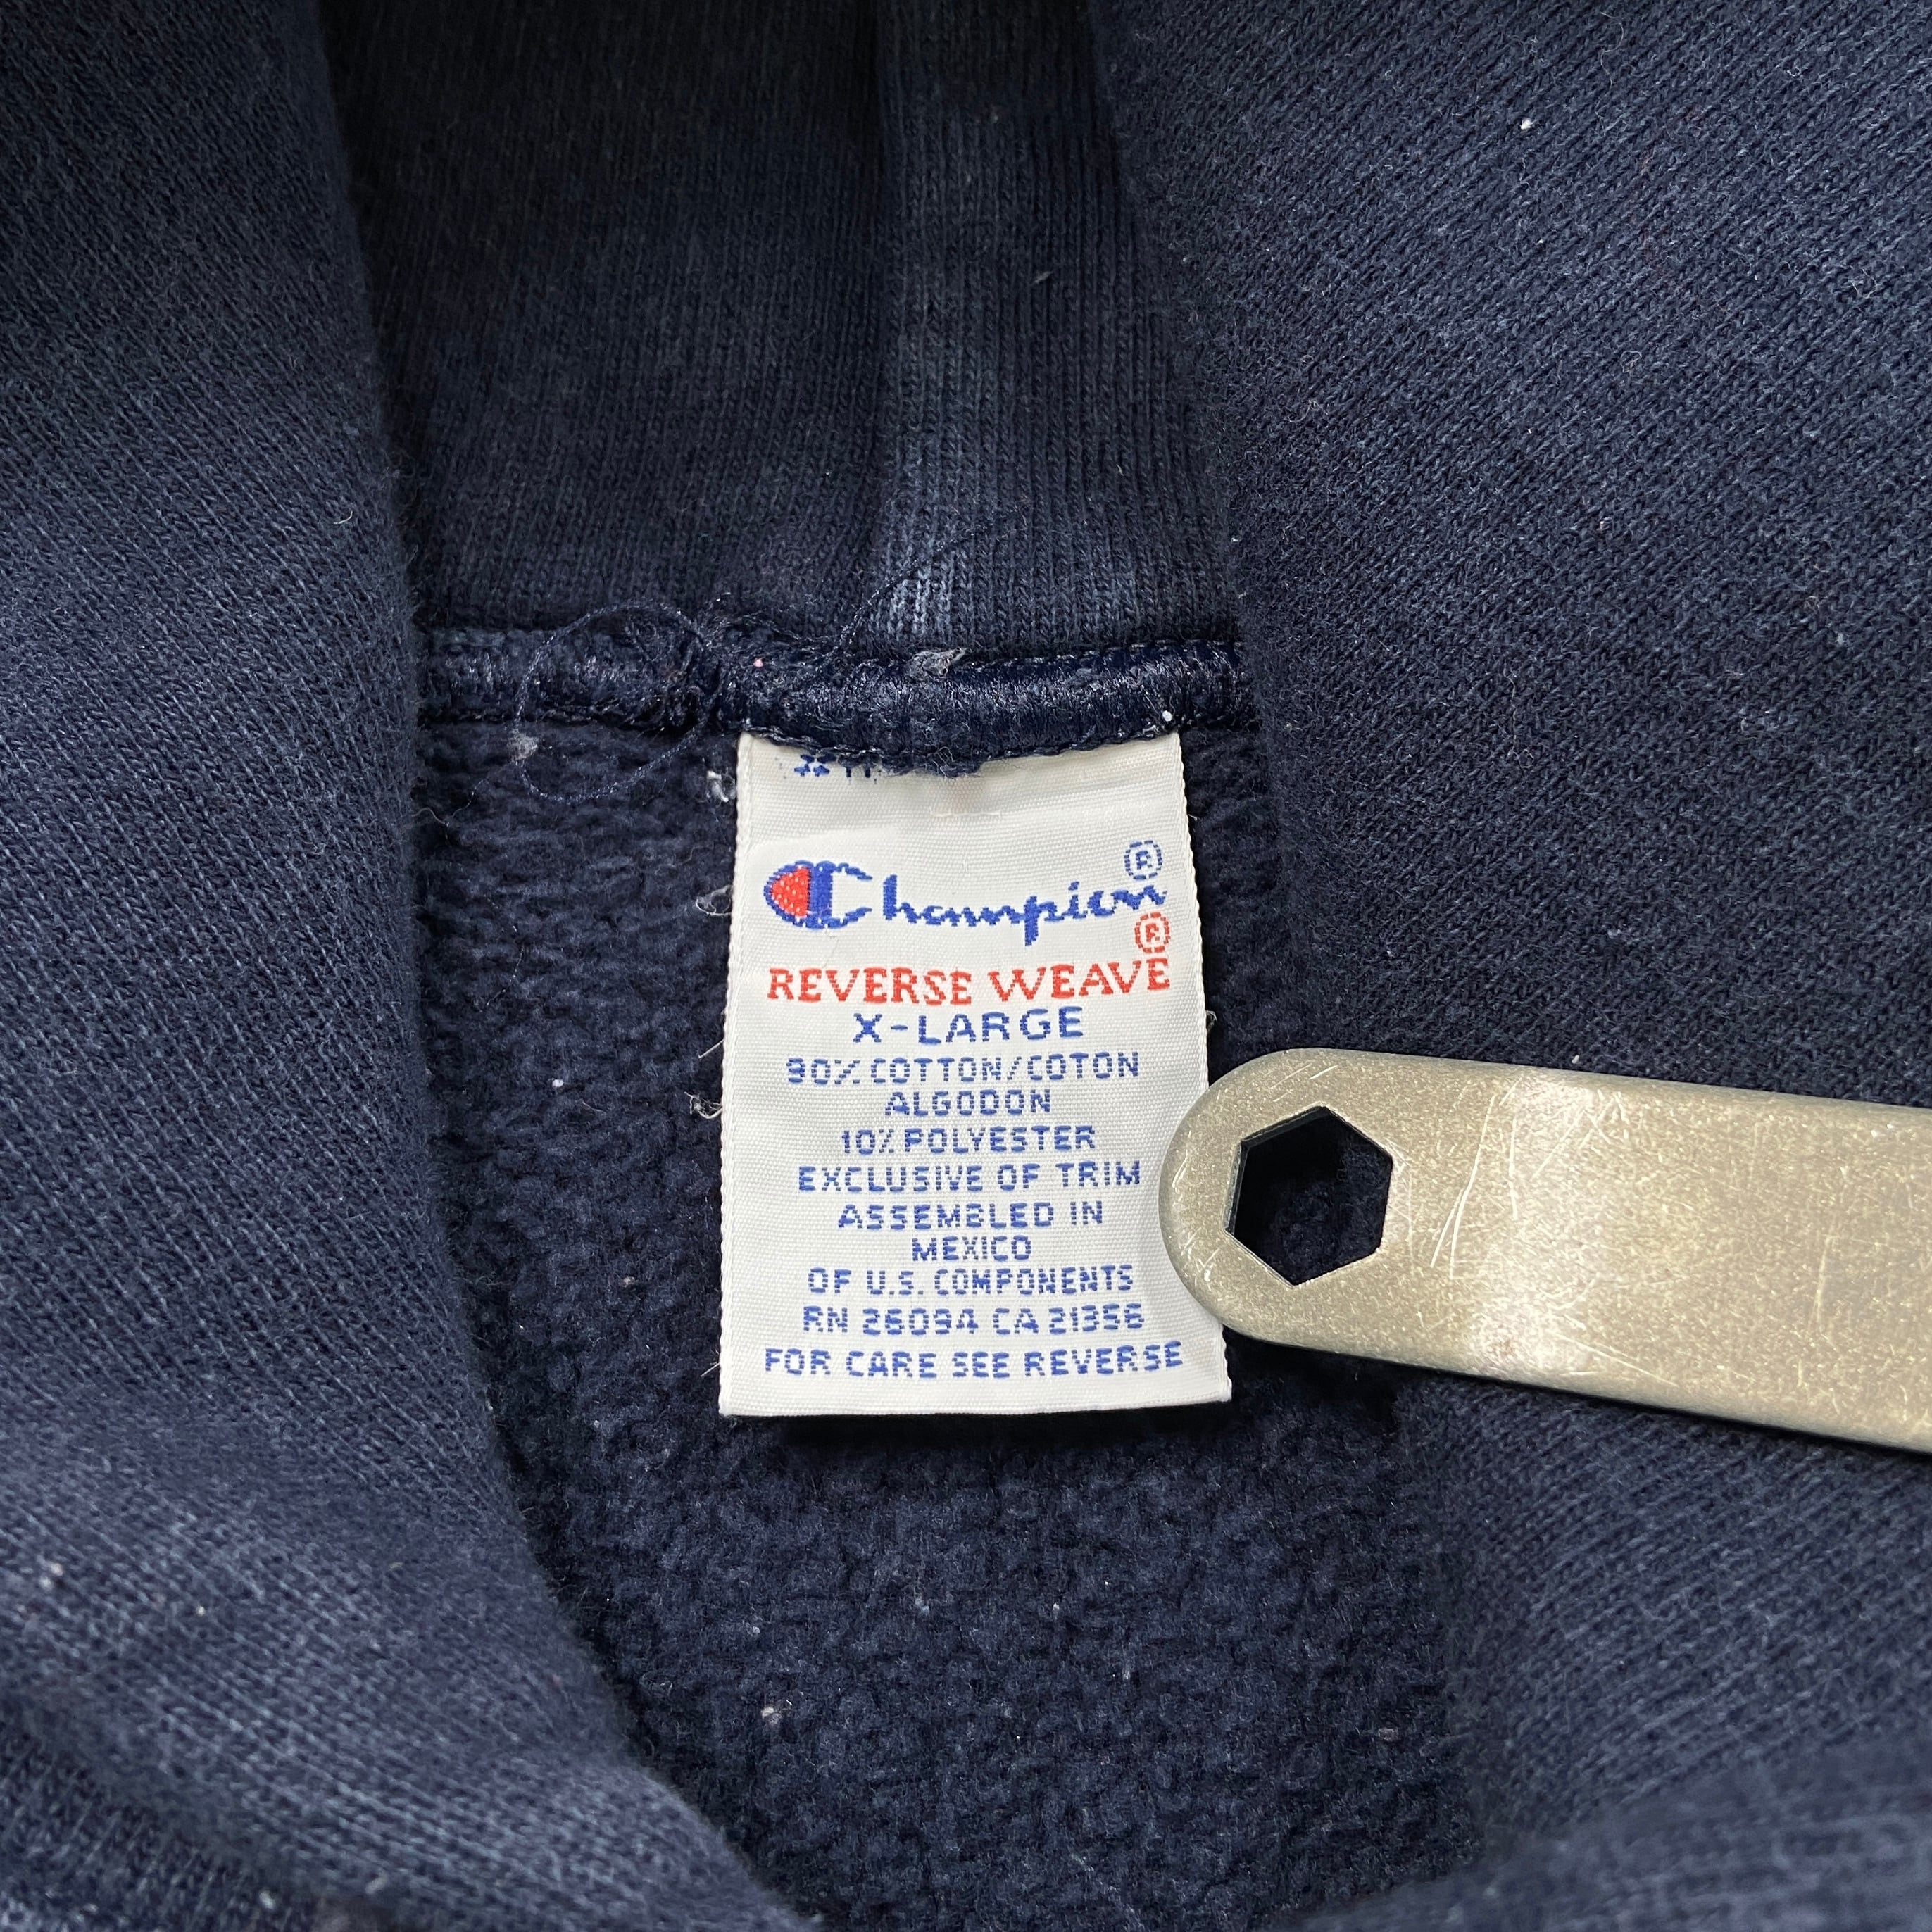 Champion®
®
REVERSE WEAVE
X-LARGE
90% COTTON/COTON
ALGODON
10% POLYESTER
EXCLUSIVE OF TRIM
ASSEMBLED IN
MEXICO
OF U.S. COMPONENTS
RN 26094 CA 21356
FOR CARE SEE REVERSE